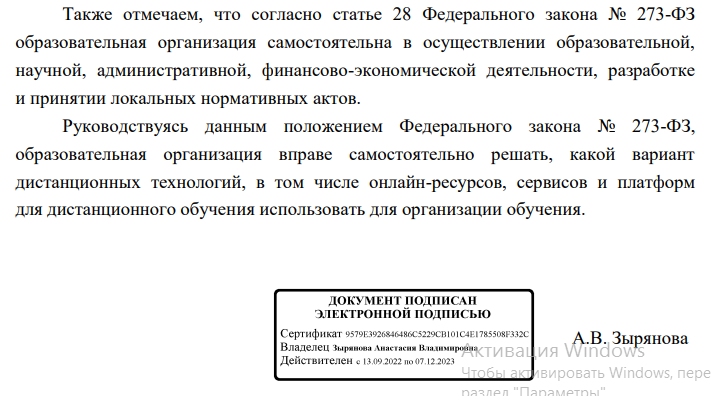 Также отмечаем, что согласно статье 28 Федерального закона № 273-ФЗ
образовательная организация самостоятельна в осуществлении образовательной,
научной, административной, финансово-экономической деятельности, разработке
и принятии локальных нормативных актов.
Руководствуясь данным положением Федерального закона № 273-ФЗ,
образовательная организация вправе самостоятельно решать, какой вариант
дистанционных технологий, в том числе онлайн-ресурсов, сервисов и платформ
для дистанционного обучения использовать для организации обучения.
ДОКУМЕНТ ПОДПИСАН
ЭЛЕКТРОННОЙ ПОДПИСЬЮ
Сертификат 9579E3926846486C5229CB101C4E1785508F332C
Владелец Зырянова Анастасия Владимировна
Действителен с 13.09.2022 по 07.12.2023
А.В. Зырянова
Активация Windows
Чтобы активировать Windows, пере
раздел "Параметры"